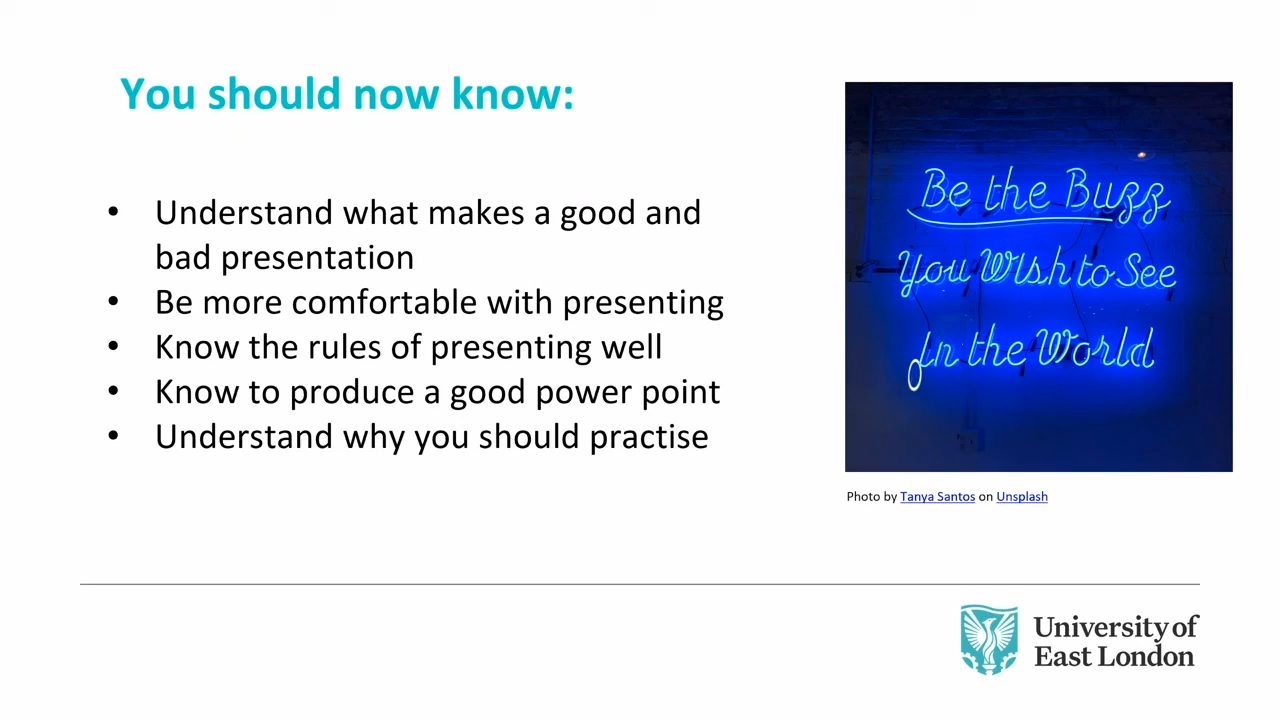 You should now know:
• Understand what makes a good and
bad presentation
• Be more comfortable with presenting
• Know the rules of presenting well
• Know to produce a good power point
• Understand why you should practise
Be the Buzz
You Wish to See
In the World
Photo by Tanya Santos on Unsplash
University of
East London